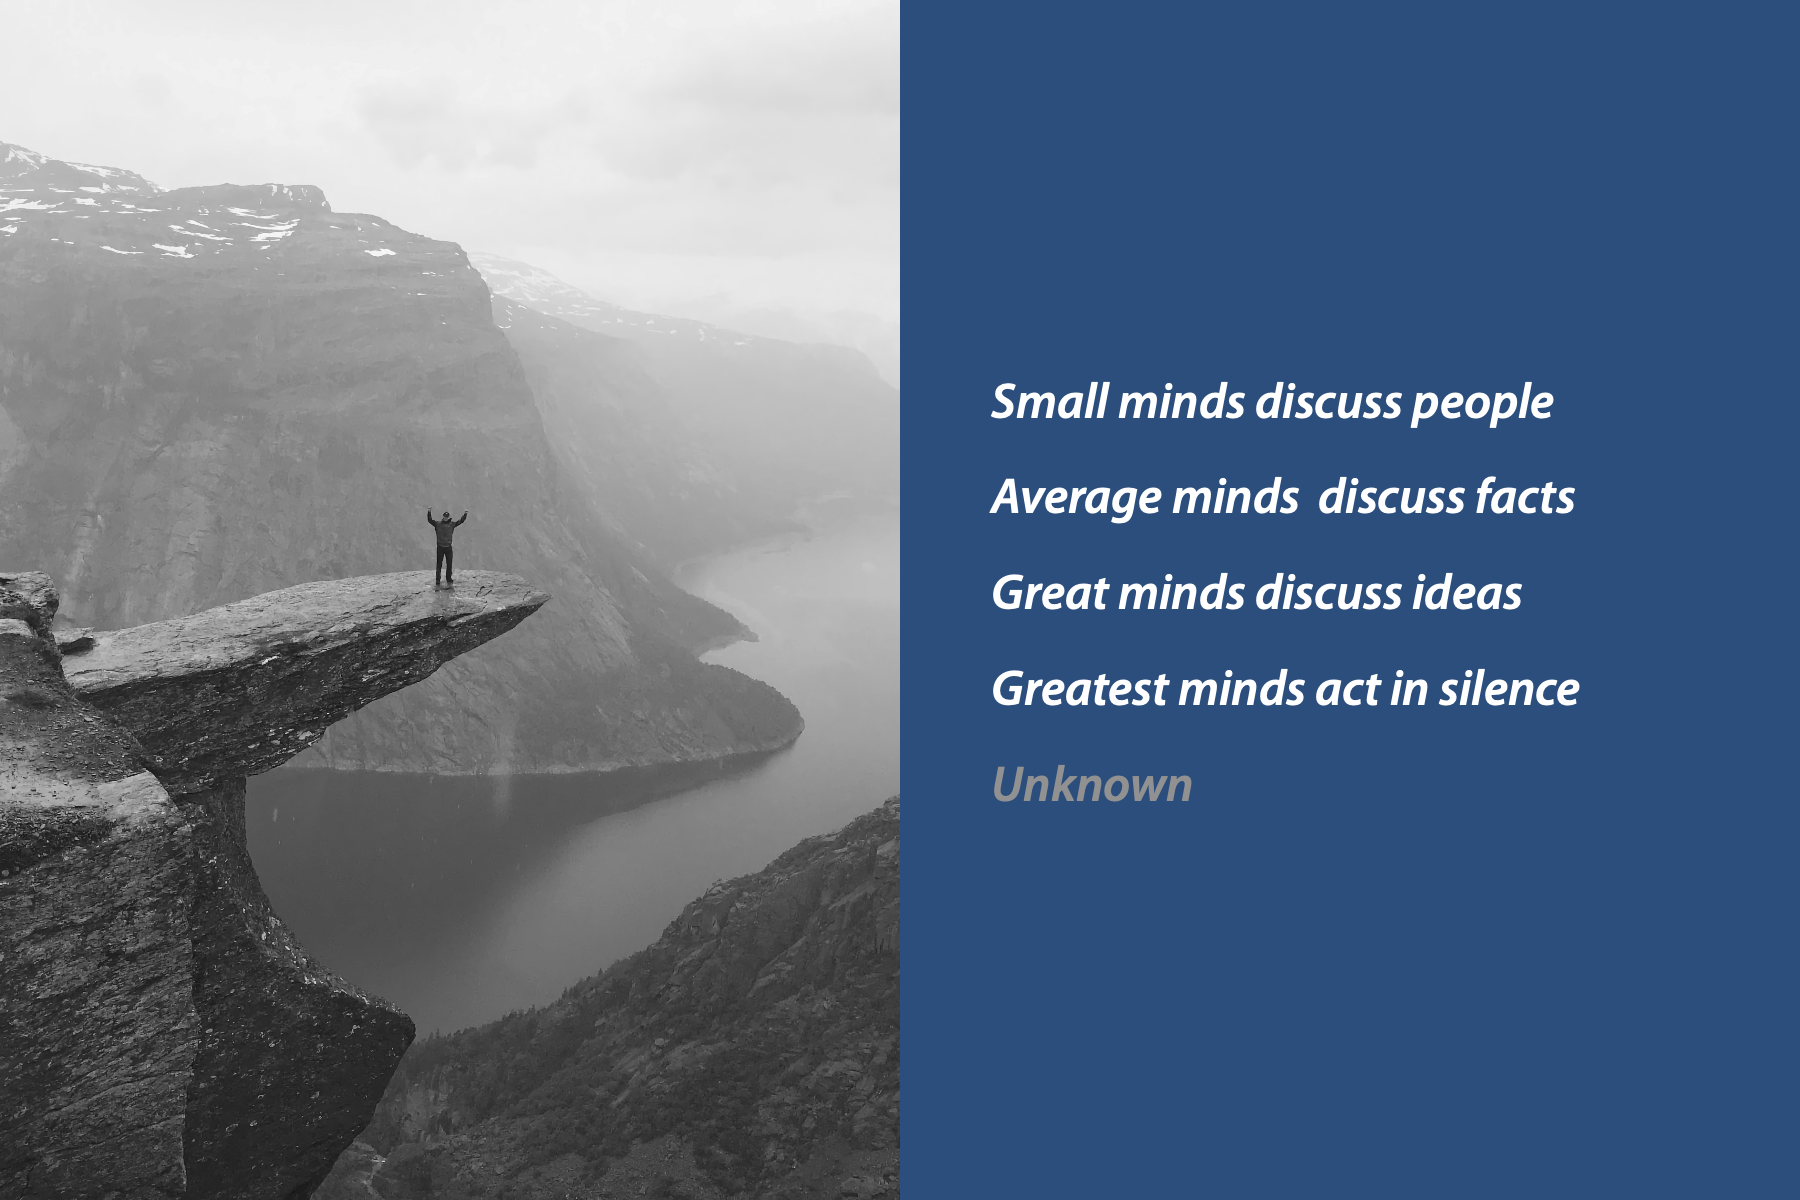 Small minds discuss people
Average minds  discuss facts
Great minds discuss ideas
Greatest minds act in silence
Unknown